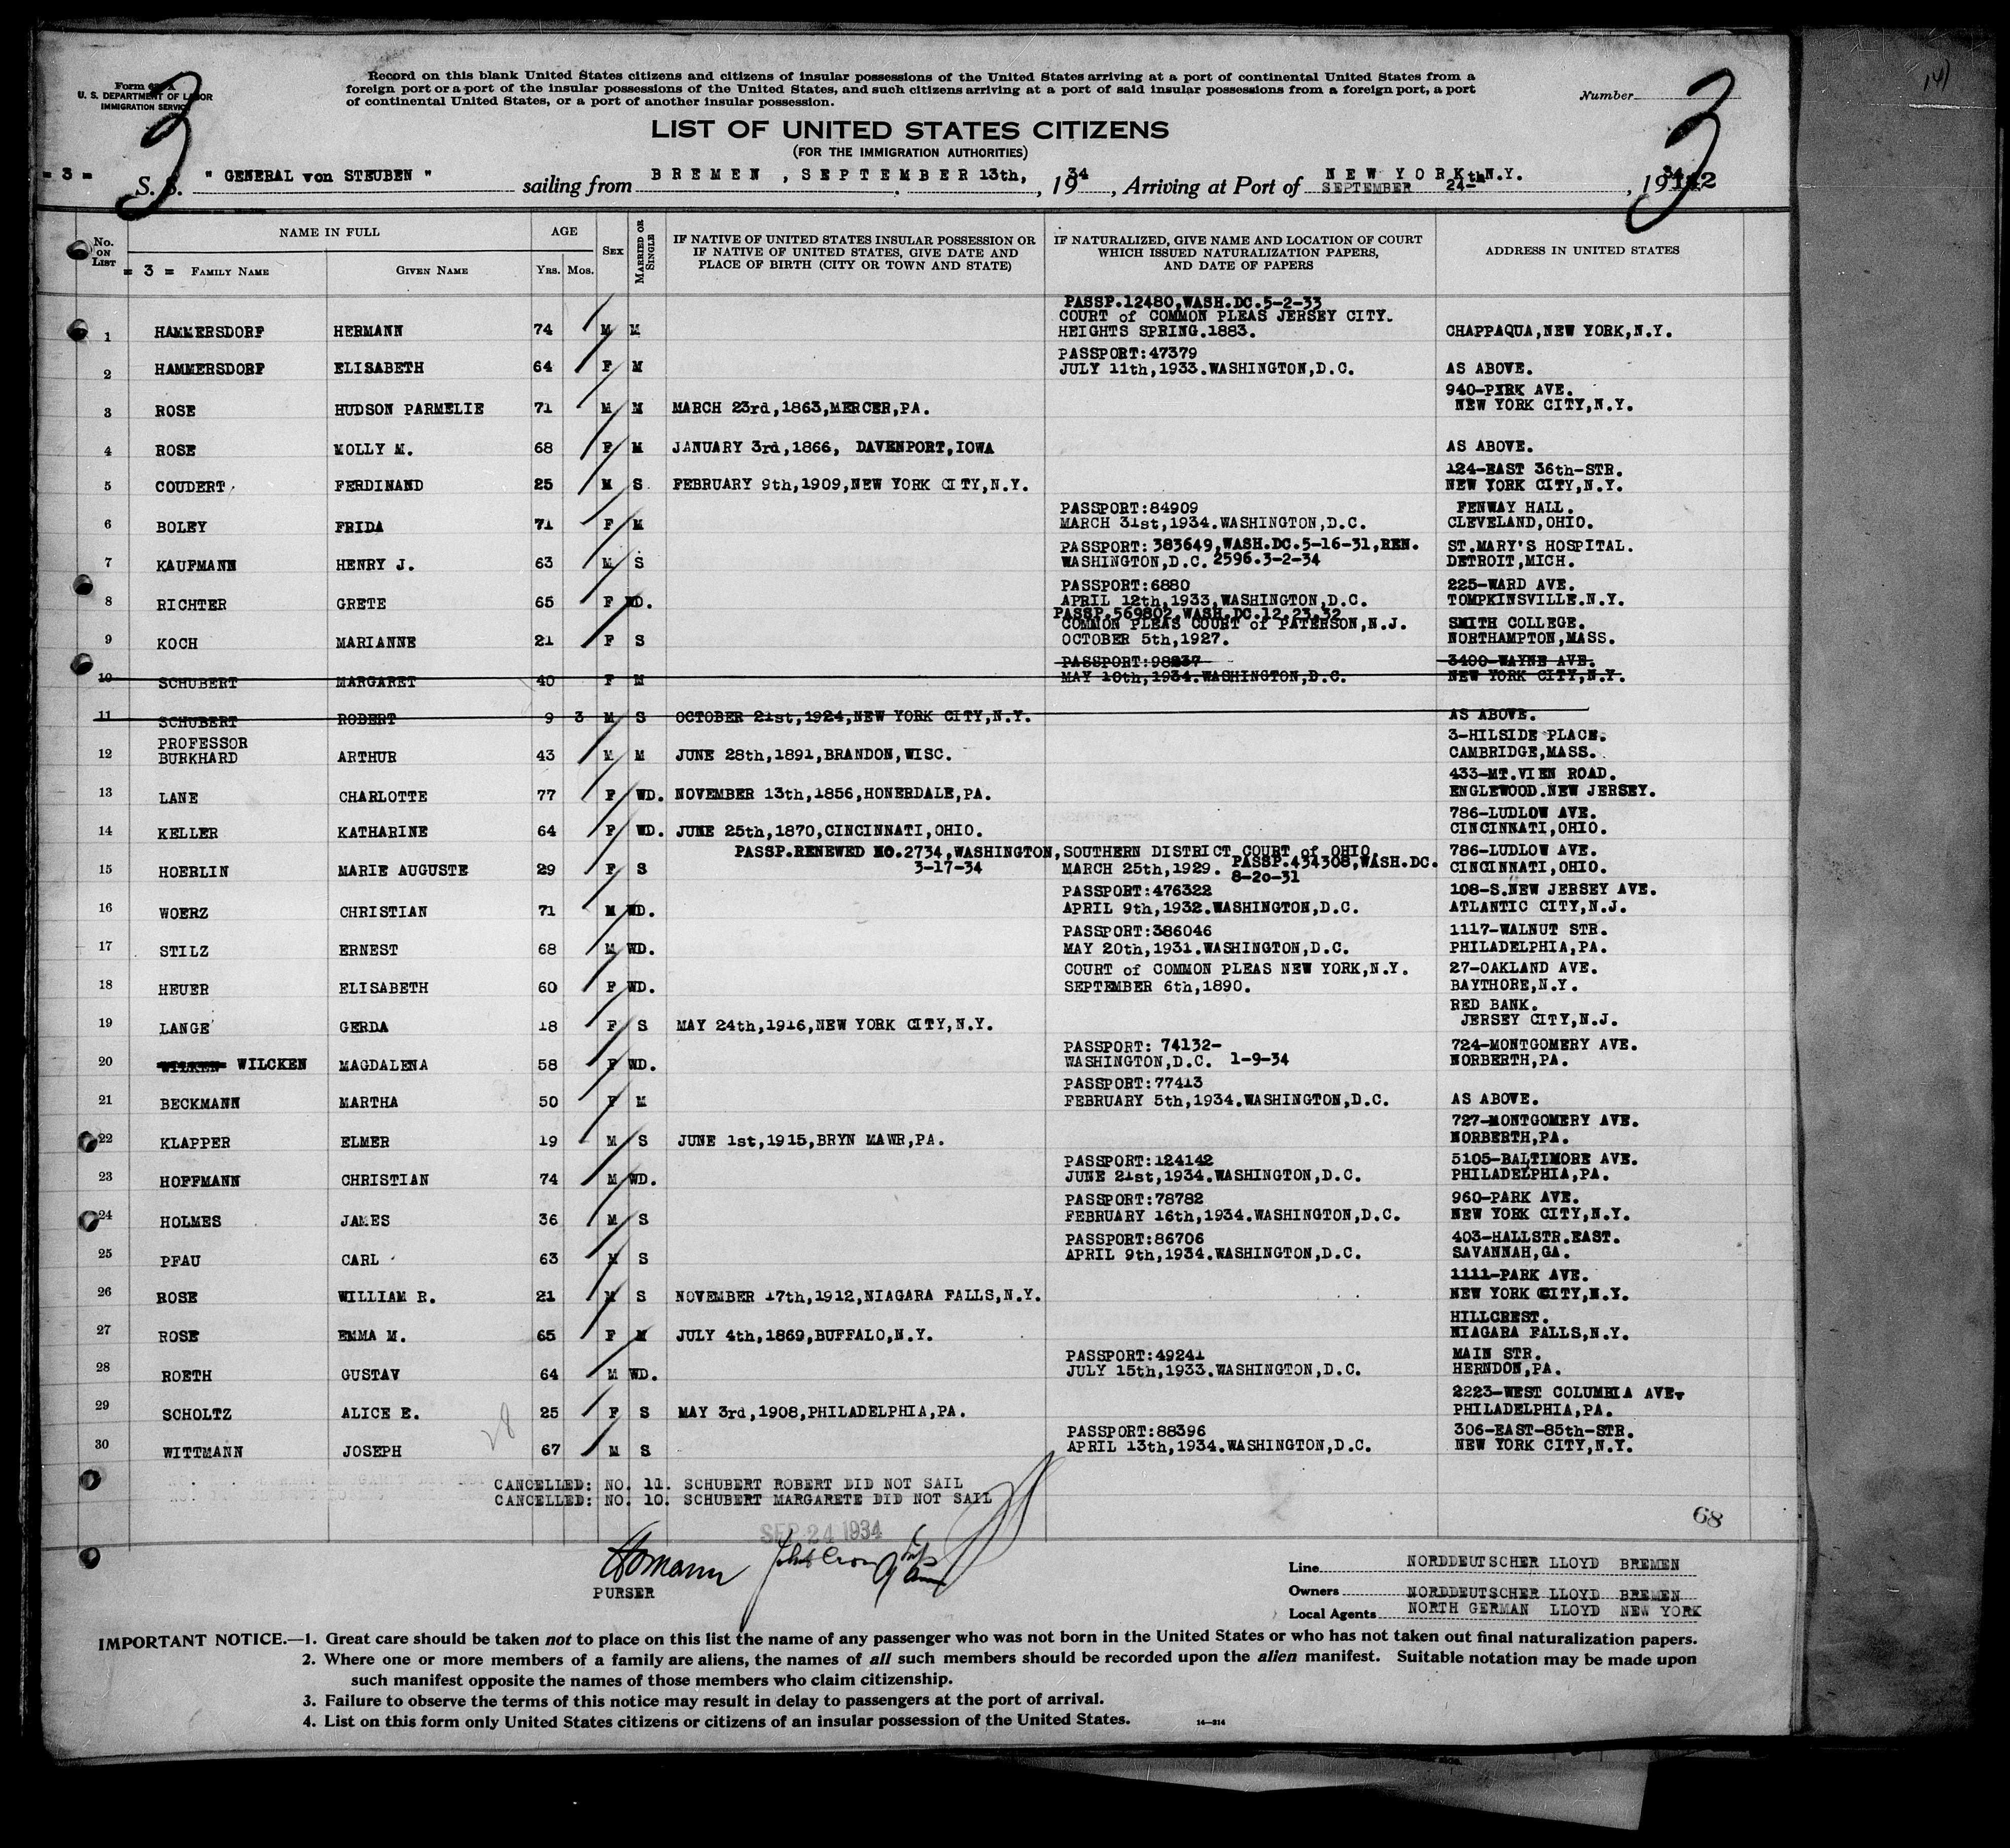 Form 630 A
U. S. DEPARTMENT OF LABOR
IMMIGRATION SERVICE
3
Record on this blank United States citizens and citizens of insular possessions of the United States arriving at a port of continental United States from a
foreign port or a port of the insular possessions of the United States, and such citizens arriving at a port of said insular possessions from a foreign port, a port
of continental United States, or a port of another insular possession.
Number
3
14)
LIST OF UNITED STATES CITIZENS
(FOR THE IMMIGRATION AUTHORITIES)
= 3 = S. S. " GENERAL von STEUBEN " sailing from BREMEN , SEPTEMBER 13th, , 1934 , Arriving at Port of NEW YORK N.Y. SEPTEMBER 24th , 1934
No. ON LIST NAME IN FULL AGE SEX MARRIED OR SINGLE IF NATIVE OF UNITED STATES INSULAR POSSESSION OR IF NATIVE OF UNITED STATES, GIVE DATE AND PLACE OF BIRTH (CITY OR TOWN AND STATE) IF NATURALIZED, GIVE NAME AND LOCATION OF COURT WHICH ISSUED NATURALIZATION PAPERS, AND DATE OF PAPERS ADDRESS IN UNITED STATES
= 3 = FAMILY NAME GIVEN NAME YRS. MOS.
PASSP.12480,WASH.DC.5-2-33
COURT of COMMON PLEAS JERSEY CITY.
1 HAMMERSDORF HERMANN 74 M M HEIGHTS SPRING.1883. CHAPPAQUA,NEW YORK,N.Y.
PASSPORT:47379
2 HAMMERSDORF ELISABETH 64 F M JULY 11th,1933.WASHINGTON,D.C. AS ABOVE.
940-PIRK AVE.
3 ROSE HUDSON PARMELIE 71 M M MARCH 23rd,1863,MERCER,PA. NEW YORK CITY,N.Y.
4 ROSE MOLLY M. 68 F M JANUARY 3rd,1866, DAVENPORT,IOWA AS ABOVE.
124-EAST 36th-STR.
5 COUDERT FERDINAND 25 M S FEBRUARY 9th,1909,NEW YORK CITY,N.Y. NEW YORK CITY,N.Y.
PASSPORT:84909 FENWAY HALL.
6 BOLEY FRIDA 71 F M MARCH 31st,1934.WASHINGTON,D.C. CLEVELAND,OHIO.
PASSPORT: 383649,WASH.DC.5-16-31,REN. ST.MARY'S HOSPITAL.
7 KAUFMANN HENRY J. 63 M S WASHINGTON,D.C. 2596.3-2-34 DETROIT,MICH.
PASSPORT:6880 225-WARD AVE.
8 RICHTER GRETE 65 F WD. APRIL 12th,1933,WASHINGTON,D.C. TOMPKINSVILLE.N.Y.
PASSP.569802,WASH.DC.12,23,32
COMMON PLEAS COURT of PATERSON,N.J. SMITH COLLEGE.
9 KOCH MARIANNE 21 F S OCTOBER 5th,1927. NORTHAMPTON,MASS.
PASSPORT:98237 3400-WAYNE AVE.
10 SCHUBERT MARGARET 40 F M MAY 10th,1934.WASHINGTON,D.C. NEW YORK CITY,N.Y.
11 SCHUBERT ROBERT 9 3 M S OCTOBER 21st,1924,NEW YORK CITY,N.Y. AS ABOVE.
PROFESSOR 3-HILSIDE PLACE.
12 BURKHARD ARTHUR 43 M M JUNE 28th,1891,BRANDON,WISC. CAMBRIDGE,MASS.
433-MT.VIEN ROAD.
13 LANE CHARLOTTE 77 F WD. NOVEMBER 13th,1856,HONERDALE,PA. ENGLEWOOD.NEW JERSEY.
786-LUDLOW AVE.
14 KELLER KATHARINE 64 F WD. JUNE 25th,1870,CINCINNATI,OHIO. CINCINNATI,OHIO.
PASSP.RENEWED NO.2734,WASHINGTON,SOUTHERN DISTRICT COURT of OHIO. 786-LUDLOW AVE.
15 HOERLIN MARIE AUGUSTE 29 F S 3-17-34 MARCH 25th,1929. PASSP.434308,WASH.DC. 8-20-31 CINCINNATI,OHIO.
PASSPORT:476322 108-S.NEW JERSEY AVE.
16 WOERZ CHRISTIAN 71 M WD. APRIL 9th,1932.WASHINGTON,D.C. ATLANTIC CITY,N.J.
PASSPORT:386046 1117-WALNUT STR.
17 STILZ ERNEST 68 M WD. MAY 20th,1931.WASHINGTON,D.C. PHILADELPHIA,PA.
COURT of COMMON PLEAS NEW YORK,N.Y. 27-OAKLAND AVE.
18 HEUER ELISABETH 60 F WD. SEPTEMBER 6th,1890. BAYTHORE,N.Y.
RED BANK.
19 LANGE GERDA 18 F S MAY 24th,1916,NEW YORK CITY,N.Y. JERSEY CITY,N.J.
PASSPORT: 74132- 724-MONTGOMERY AVE.
20 WILKEN WILCKEN MAGDALENA 58 F WD. WASHINGTON,D.C. 1-9-34 NORBERTH,PA.
PASSPORT:77413
21 BECKMANN MARTHA 50 F M FEBRUARY 5th,1934.WASHINGTON,D.C. AS ABOVE.
727-MONTGOMERY AVE.
22 KLAPPER ELMER 19 M S JUNE 1st,1915,BRYN MAWR,PA. NORBERTH,PA.
PASSPORT:124142 5105-BALTIMORE AVE.
23 HOFFMANN CHRISTIAN 74 M WD. JUNE 21st,1934.WASHINGTON,D.C. PHILADELPHIA,PA.
PASSPORT:78782 960-PARK AVE.
24 HOLMES JAMES 36 M S FEBRUARY 16th,1934.WASHINGTON,D.C. NEW YORK CITY,N.Y.
PASSPORT:86706 403-HALLSTR.EAST.
25 PFAU CARL 63 M S APRIL 9th,1934.WASHINGTON,D.C. SAVANNAH,GA.
1111-PARK AVE.
26 ROSE WILLIAM R. 21 M S NOVEMBER 17th,1912,NIAGARA FALLS,N.Y. NEW YORK CITY,N.Y.
HILLCREST.
27 ROSE EMMA M. 65 F M JULY 4th,1869,BUFFALO,N.Y. NIAGARA FALLS,N.Y.
PASSPORT:49241 MAIN STR.
28 ROETH GUSTAV 64 M WD. JULY 15th,1933.WASHINGTON,D.C. HERNDON,PA.
2223-WEST COLUMBIA AVE.
29 SCHOLTZ ALICE E. 25 F S MAY 3rd,1908,PHILADELPHIA,PA. PHILADELPHIA,PA.
28
PASSPORT:88396 306-EAST-85th-STR.
30 WITTMANN JOSEPH 67 M S APRIL 13th,1934.WASHINGTON,D.C. NEW YORK CITY,N.Y.
CANCELLED: NO. 11. SCHUBERT ROBERT DID NOT SAIL
CANCELLED: NO. 10. SCHUBERT MARGARETE DID NOT SAIL
68
SEP 24 1934
PURSER
Line NORDDEUTSCHER LLOYD BREMEN
Owners NORDDEUTSCHER LLOYD BREMEN
Local Agents NORTH GERMAN LLOYD NEW YORK
IMPORTANT NOTICE.—1. Great care should be taken not to place on this list the name of any passenger who was not born in the United States or who has not taken out final naturalization papers.
2. Where one or more members of a family are aliens, the names of all such members should be recorded upon the alien manifest. Suitable notation may be made upon
such manifest opposite the names of those members who claim citizenship.
3. Failure to observe the terms of this notice may result in delay to passengers at the port of arrival.
4. List on this form only United States citizens or citizens of an insular possession of the United States.
14—814